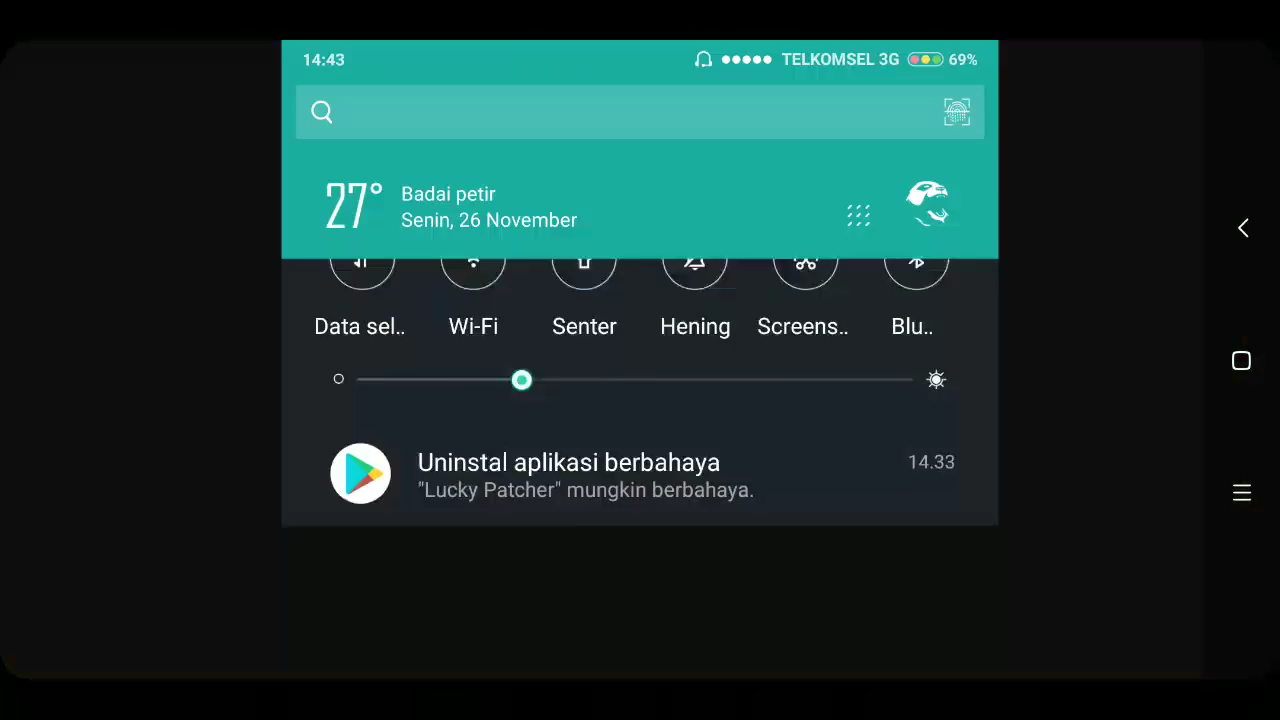 14:43 TELKOMSEL 3G 69%
27° Badai petir
Senin, 26 November
Data sel.. Wi-Fi Senter Hening Screens.. Blu..
Uninstal aplikasi berbahaya 14.33
"Lucky Patcher" mungkin berbahaya.